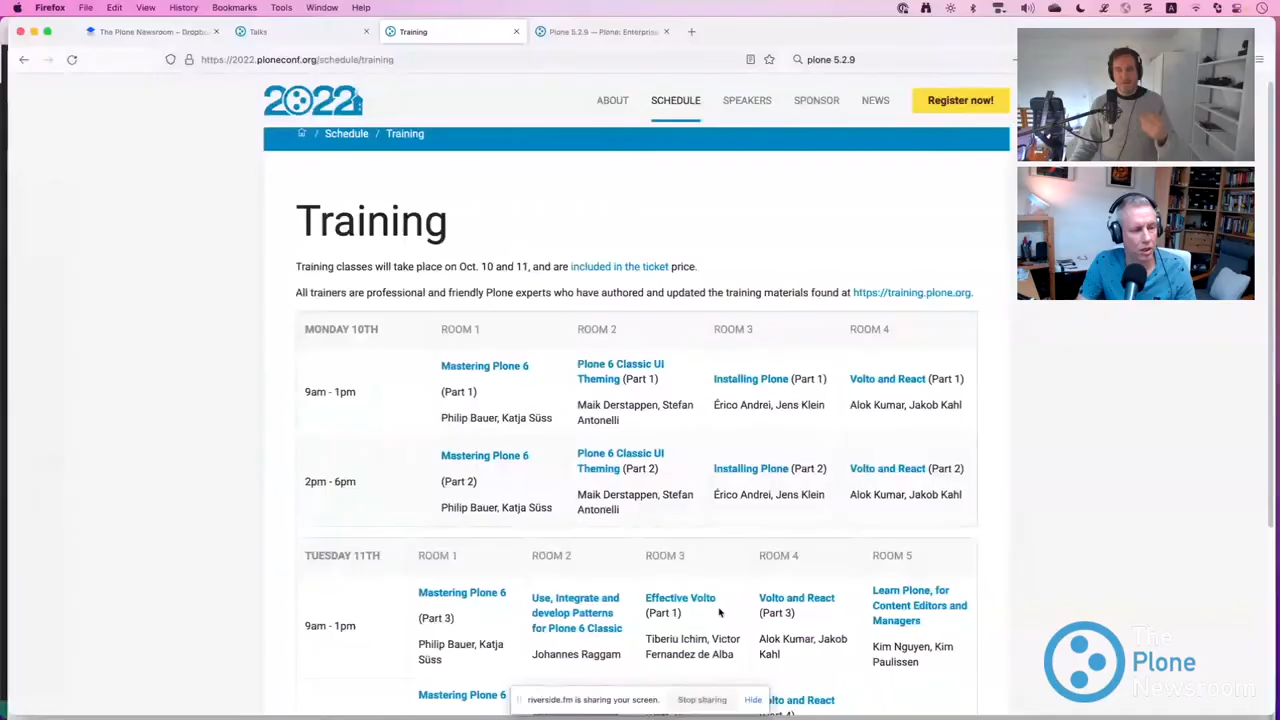 Firefox File Edit View History Bookmarks Tools Window Help
The Plone Newsroom – Dropbo
Talks
Training
Plone 5.2.9 — Plone: Enterpris
https://2022.ploneconf.org/schedule/training
plone 5.2.9
2022
ABOUT SCHEDULE SPEAKERS SPONSOR NEWS Register now!
/ Schedule / Training
Training
Training classes will take place on Oct. 10 and 11, and are included in the ticket price.
All trainers are professional and friendly Plone experts who have authored and updated the training materials found at https://training.plone.org.
MONDAY 10TH ROOM 1 ROOM 2 ROOM 3 ROOM 4
9am - 1pm
Mastering Plone 6
(Part 1)
Philip Bauer, Katja Süss
Plone 6 Classic UI
Theming (Part 1)
Maik Derstappen, Stefan
Antonelli
Installing Plone (Part 1)
Érico Andrei, Jens Klein
Volto and React (Part 1)
Alok Kumar, Jakob Kahl
2pm - 6pm
Mastering Plone 6
(Part 2)
Philip Bauer, Katja Süss
Plone 6 Classic UI
Theming (Part 2)
Maik Derstappen, Stefan
Antonelli
Installing Plone (Part 2)
Érico Andrei, Jens Klein
Volto and React (Part 2)
Alok Kumar, Jakob Kahl
TUESDAY 11TH ROOM 1 ROOM 2 ROOM 3 ROOM 4 ROOM 5
9am - 1pm
Mastering Plone 6
(Part 3)
Philip Bauer, Katja
Süss
Use, Integrate and
develop Patterns
for Plone 6 Classic
Johannes Raggam
Effective Volto
(Part 1)
Tiberiu Ichim, Victor
Fernandez de Alba
Volto and React
(Part 3)
Alok Kumar, Jakob
Kahl
Learn Plone, for
Content Editors and
Managers
Kim Nguyen, Kim
Paulissen
Mastering Plone 6
lto and React
riverside.fm is sharing your screen. Stop sharing Hide
The
Plone
Newsroom